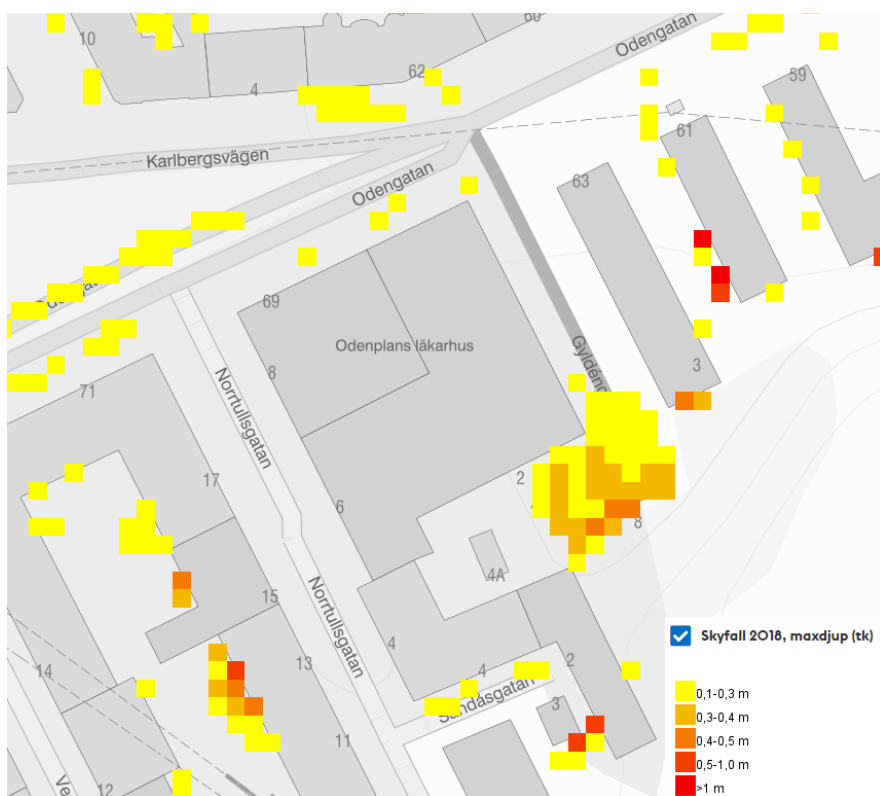 60
10
Odengatan
62
59
4
61
Karlbergsvägen
Odengatan
63
69
Odenplans läkarhus
8
3
71
Norrtullsgatan
2
17
6
8
4A
15
Norrtullsgatan
4
13
4
2
14
Sandåsgatan
3
11
12
Skyfall 2018, maxdjup (tk)
0,1-0,3 m
0,3-0,4 m
0,4-0,5 m
0,5-1,0 m
>1 m